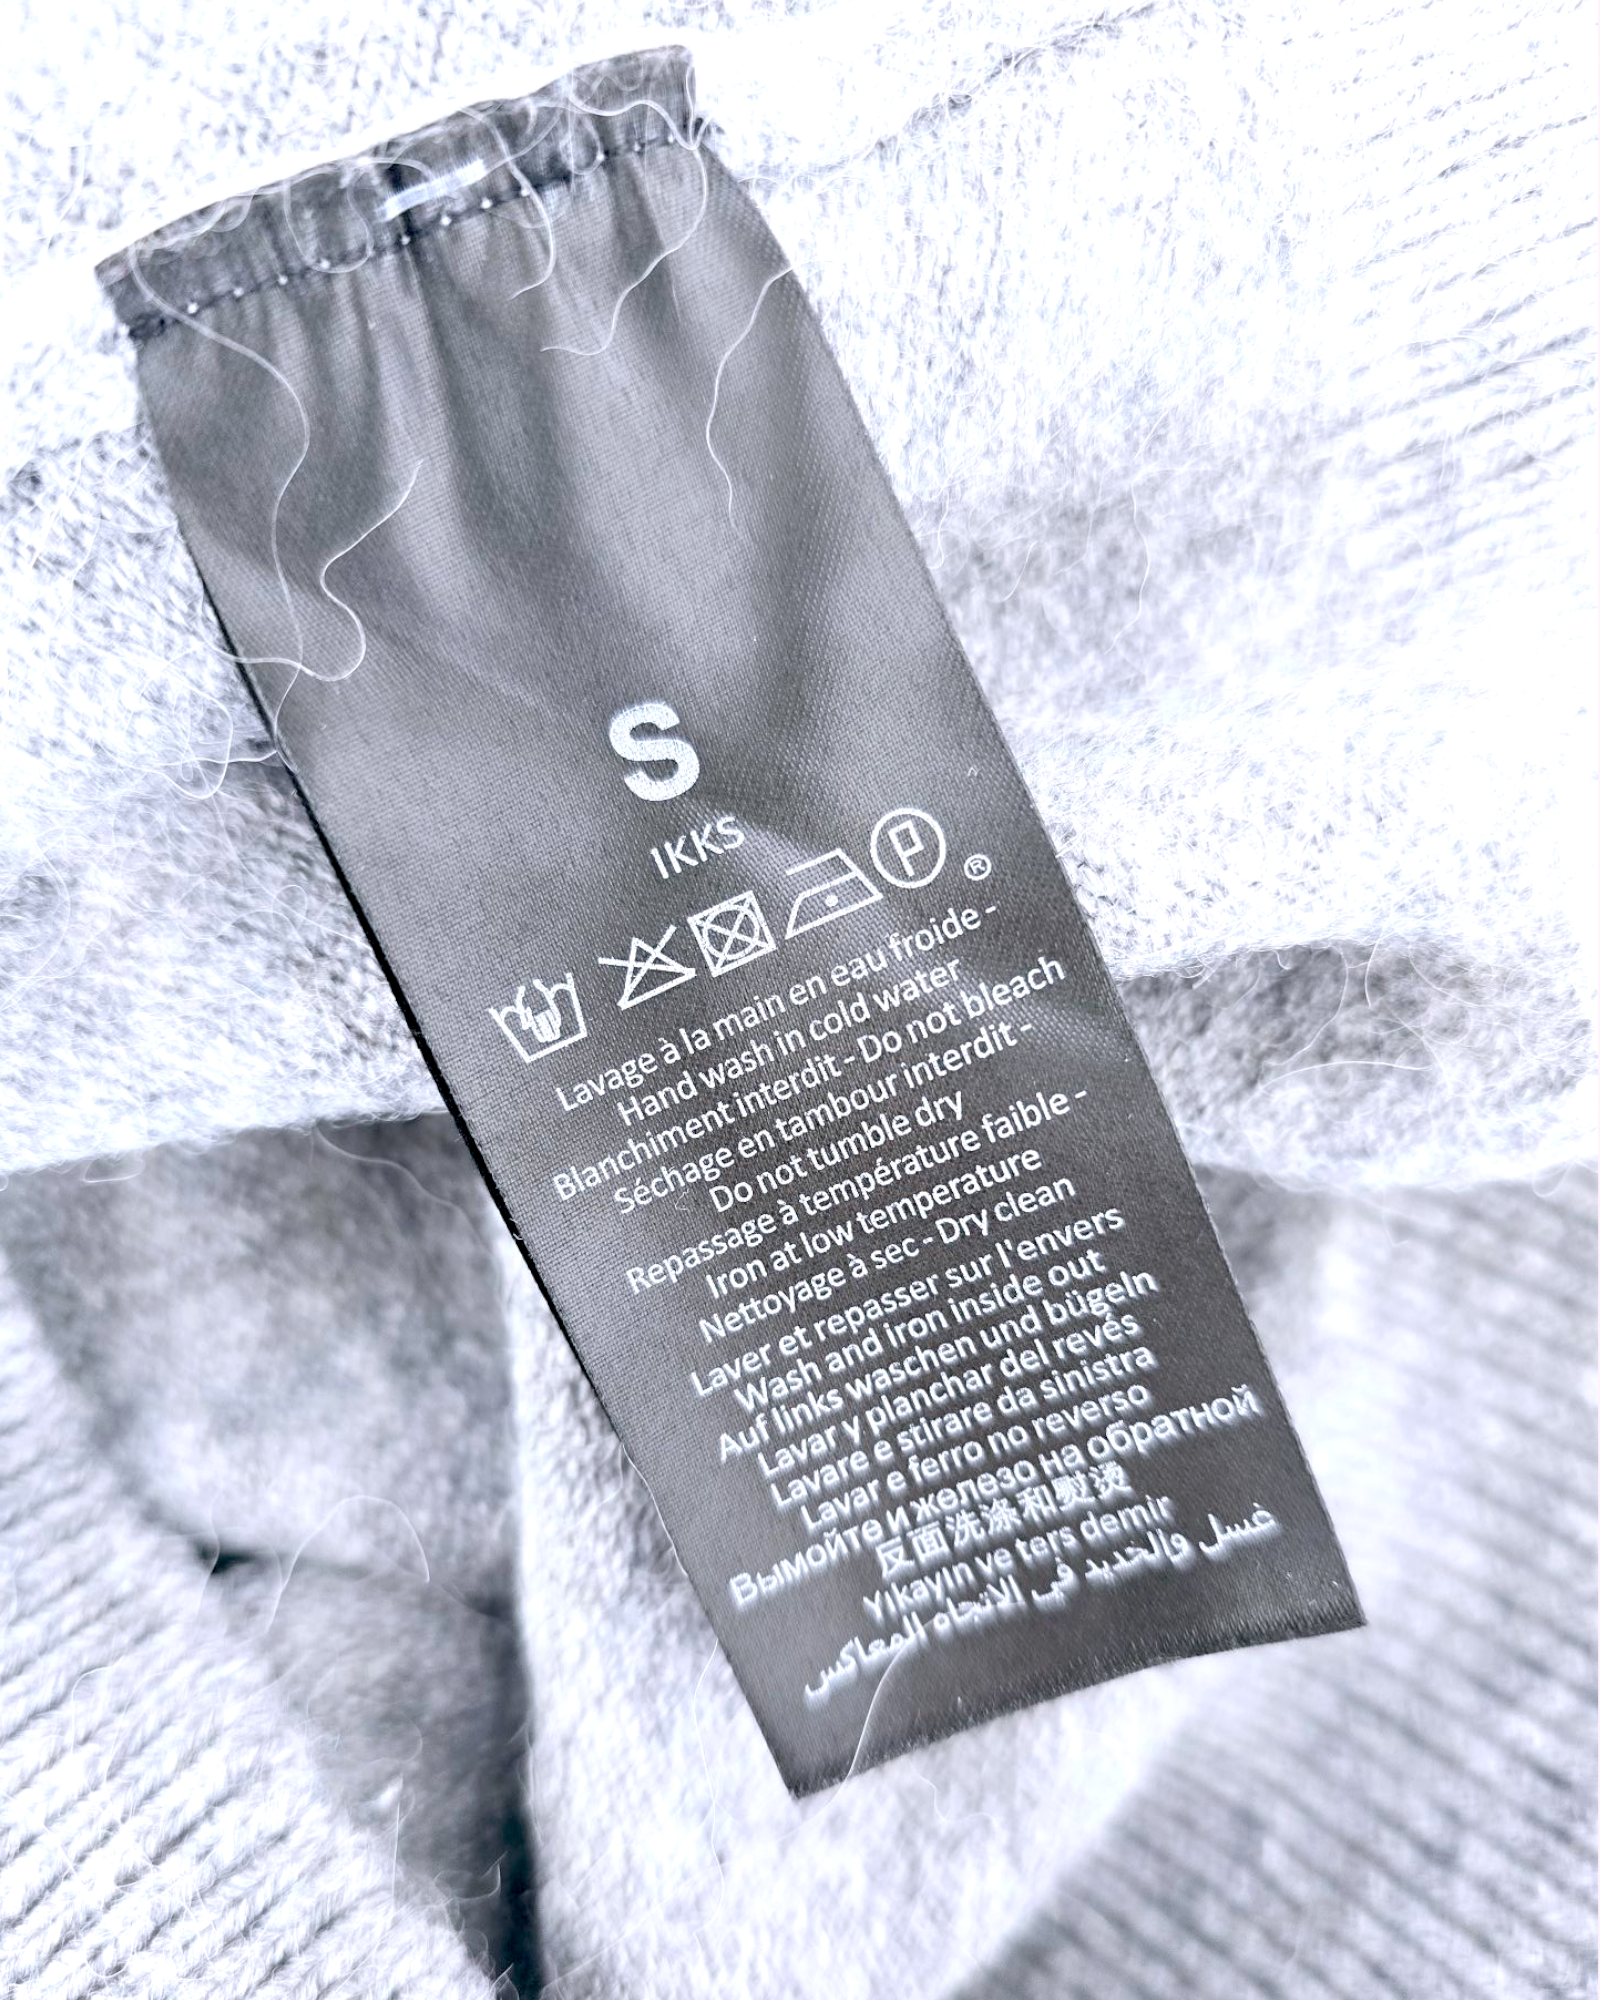 S
IKKS
P ®
Lavage à la main en eau froide -
Hand wash in cold water
Blanchiment interdit - Do not bleach
Séchage en tambour interdit -
Do not tumble dry
Repassage à température faible -
Iron at low temperature
Nettoyage à sec - Dry clean
Laver et repasser sur l'envers
Wash and iron inside out
Auf links waschen und bügeln
Lavar y planchar del revés
Lavare e stirare da sinistra
Lavar e ferro no reverso
Вымойте и железо на обратной
反面洗涤和熨烫
Yıkayın ve ters demir
غسل والحديد في الاتجاه المعاكس